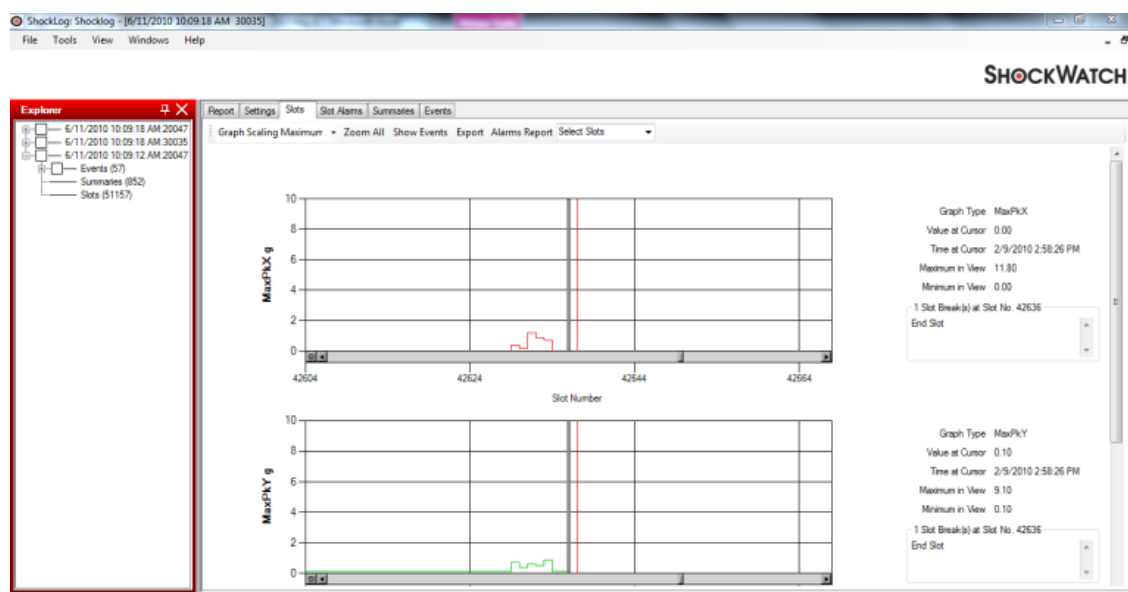 ShockLog: Shocklog - [6/11/2010 10:09:18 AM 30035]
File Tools View Windows Help
SHOCKWATCH
Explorer
6/11/2010 10:09:18 AM:20047
6/11/2010 10:09:18 AM:30035
6/11/2010 10:09:12 AM:20047
Events (57)
Summaries (852)
Slots (51157)
Report Settings Slots Slot Alarms Summaries Events
Graph Scaling Maximum Zoom All Show Events Export Alarms Report Select Slots
10
8
6
4
2
0
MaxPkX g
42604 42624 42644 42664
Slot Number
Graph Type MaxPkX
Value at Cursor 0.00
Time at Cursor 2/9/2010 2:58:26 PM
Maximum in View 11.80
Minimum in View 0.00
1 Slot Break(s) at Slot No. 42636
End Slot
10
8
6
4
2
0
MaxPkY g
Graph Type MaxPkY
Value at Cursor 0.10
Time at Cursor 2/9/2010 2:58:26 PM
Maximum in View 9.10
Minimum in View 0.10
1 Slot Break(s) at Slot No. 42636
End Slot